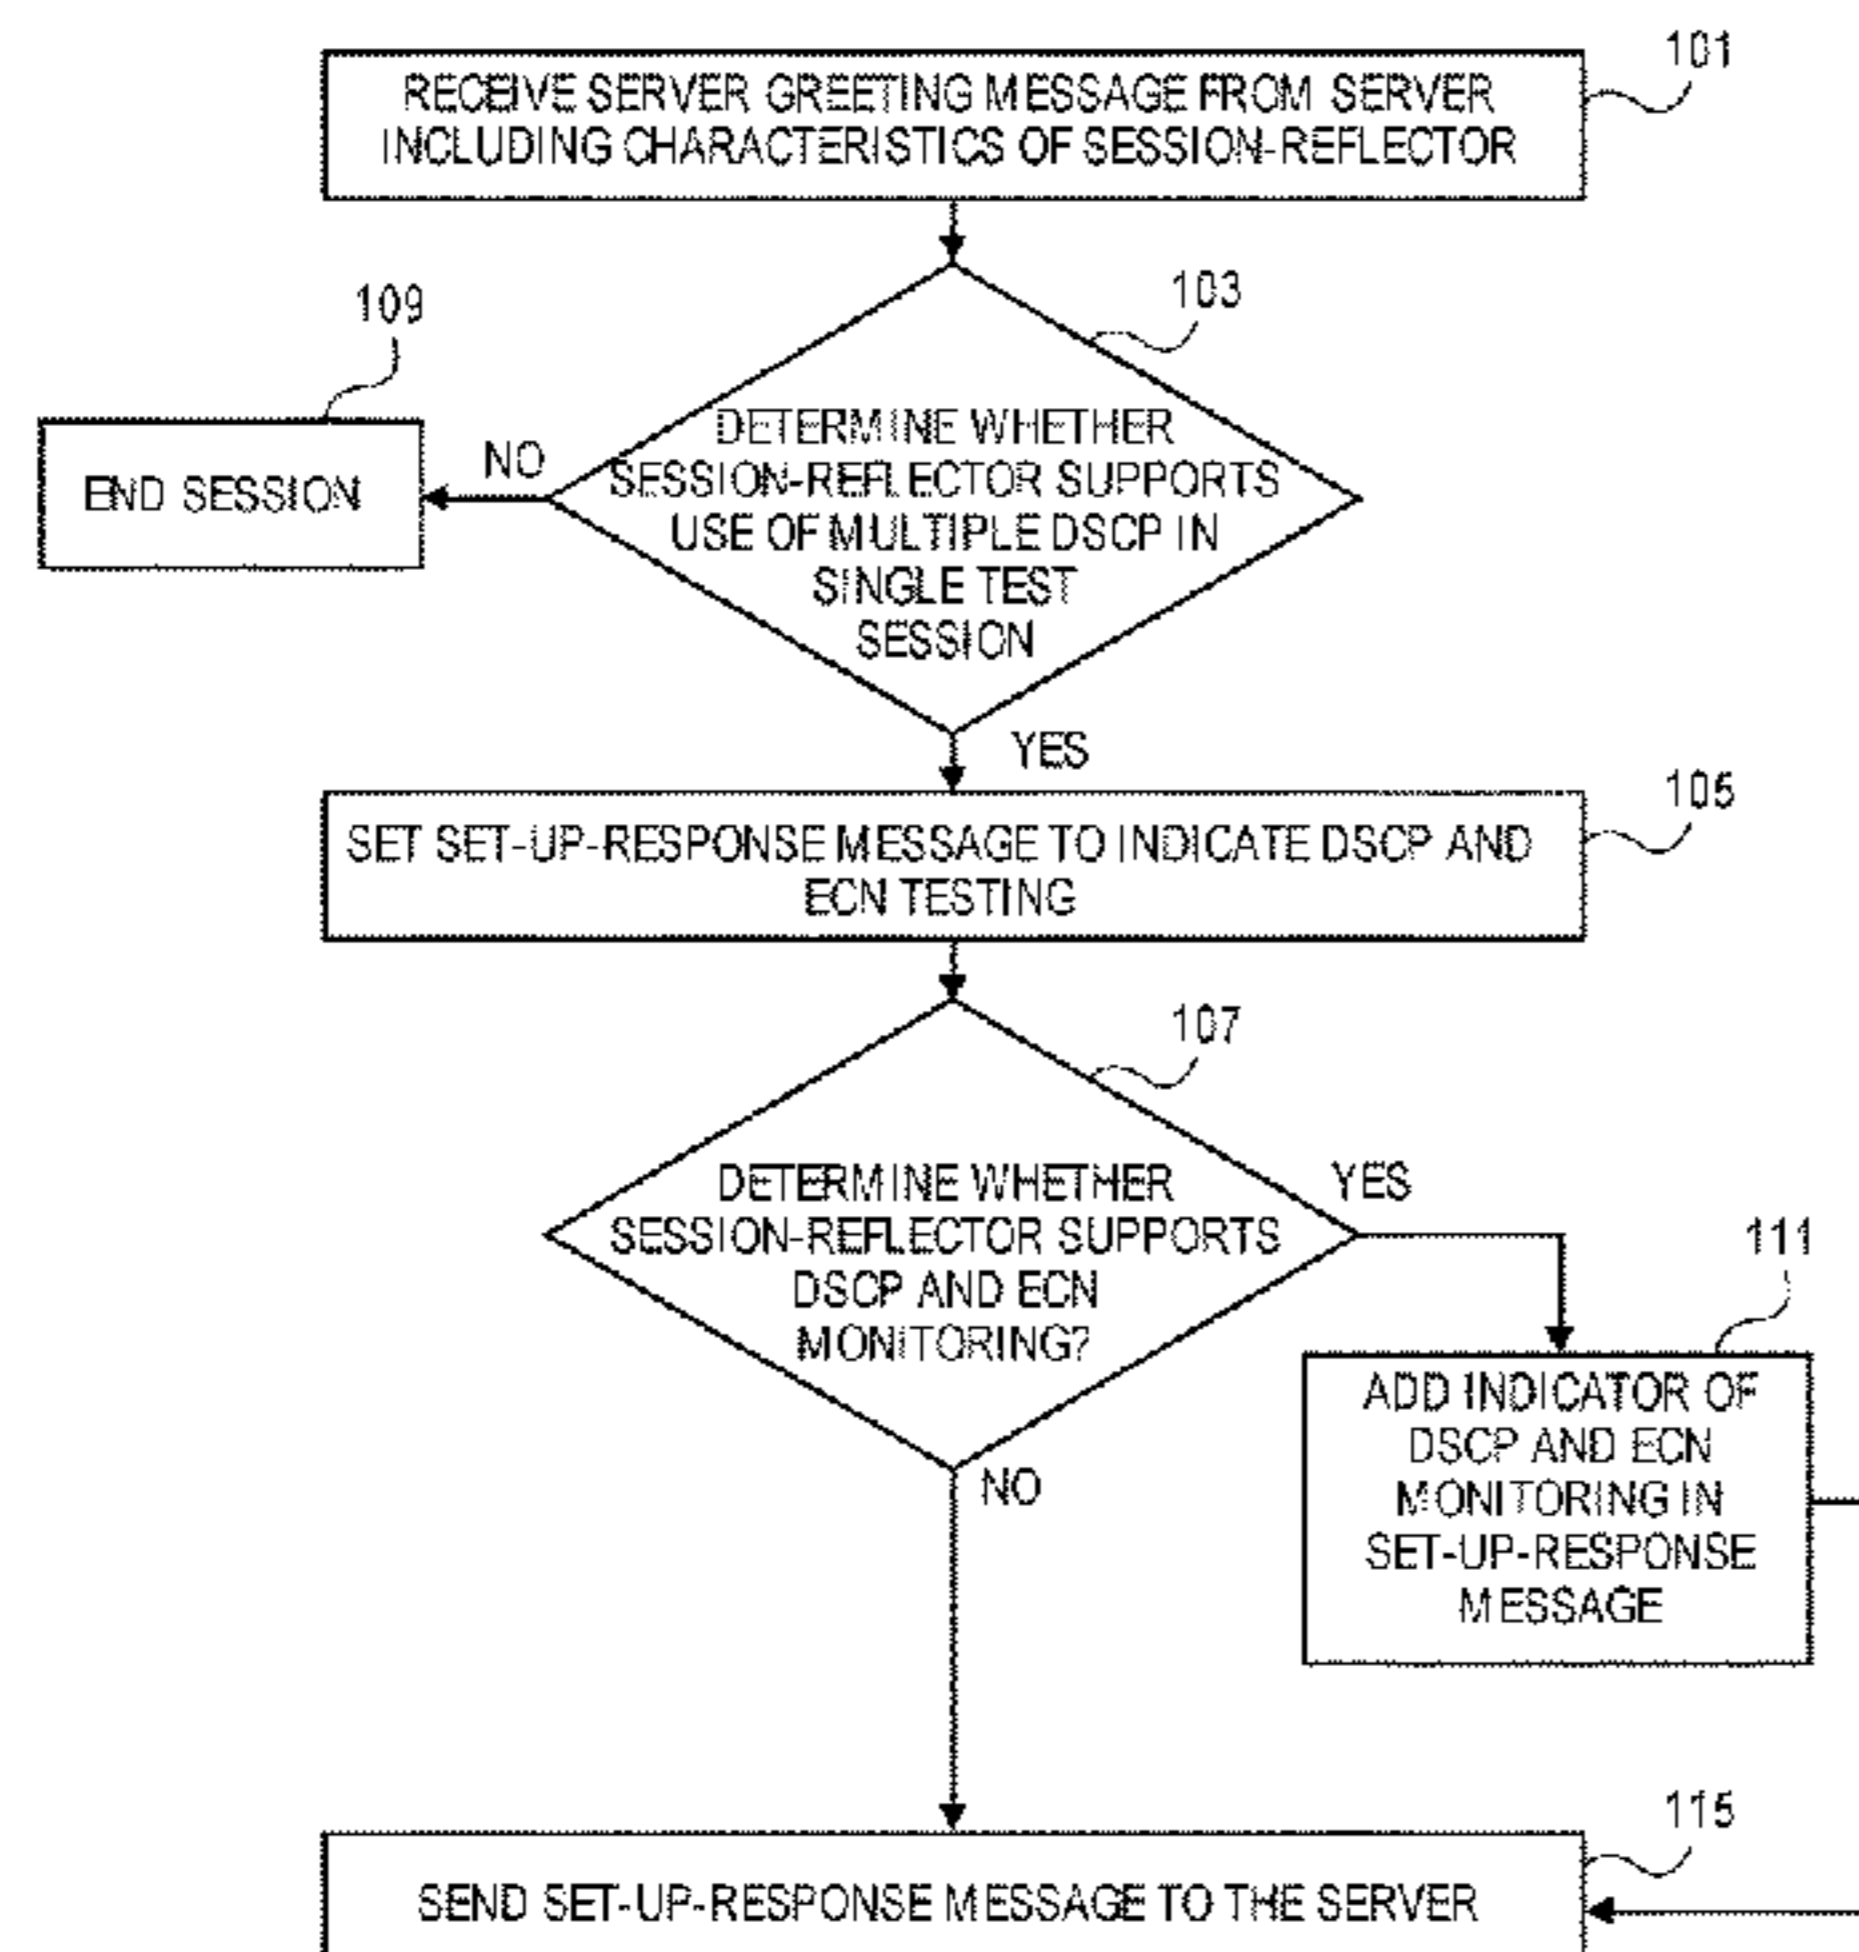 101
RECEIVE SERVER GREETING MESSAGE FROM SERVER
INCLUDING CHARACTERISTICS OF SESSION-REFLECTOR
103
109
DETERMINE WHETHER
SESSION-REFLECTOR SUPPORTS
USE OF MULTIPLE DSCP IN
SINGLE TEST
SESSION
NO
END SESSION
YES
105
SET SET-UP-RESPONSE MESSAGE TO INDICATE DSCP AND
ECN TESTING
107
DETERMINE WHETHER
SESSION-REFLECTOR SUPPORTS
DSCP AND ECN
MONITORING?
YES
111
ADD INDICATOR OF
DSCP AND ECN
MONITORING IN
SET-UP-RESPONSE
MESSAGE
NO
115
SEND SET-UP-RESPONSE MESSAGE TO THE SERVER